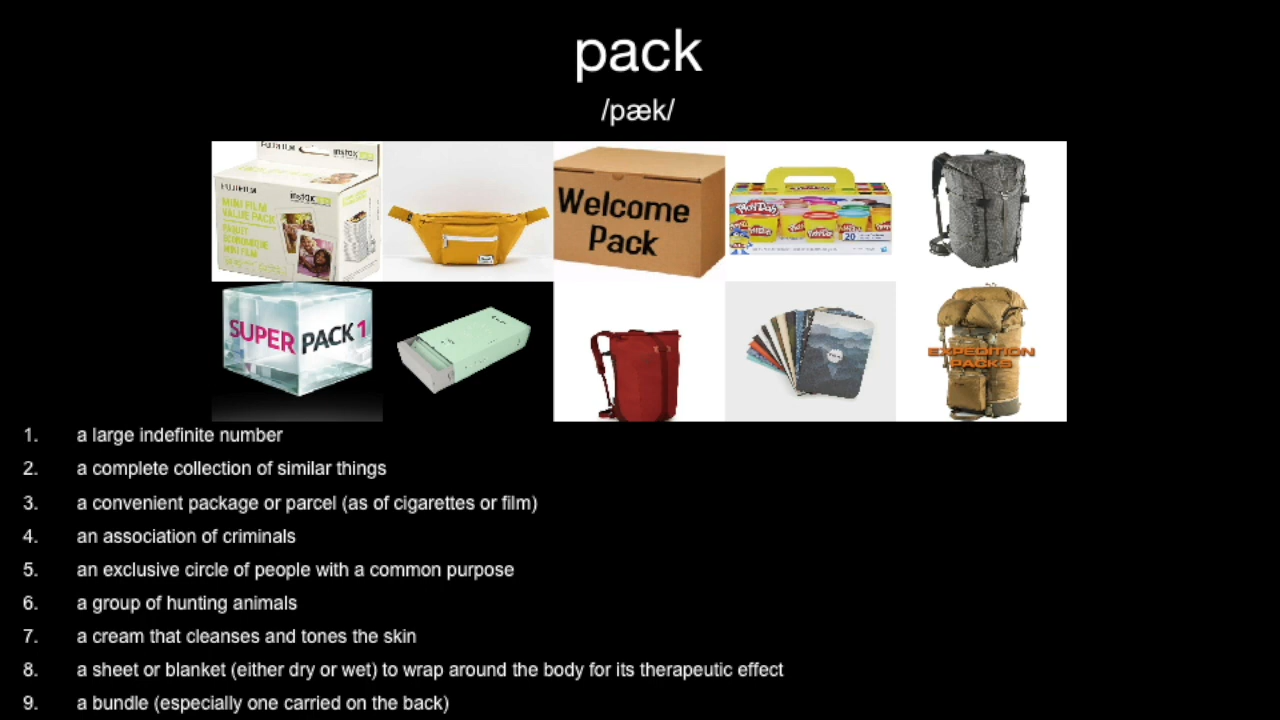 pack
/pæk/
FUJIFILM
instax
FUJIFILM
instax
MINI FILM
VALUE PACK
Welcome
Pack
Play-Doh
20
SUPER PACK 1
EXPEDITION
PACKS
1. a large indefinite number
2. a complete collection of similar things
3. a convenient package or parcel (as of cigarettes or film)
4. an association of criminals
5. an exclusive circle of people with a common purpose
6. a group of hunting animals
7. a cream that cleanses and tones the skin
8. a sheet or blanket (either dry or wet) to wrap around the body for its therapeutic effect
9. a bundle (especially one carried on the back)